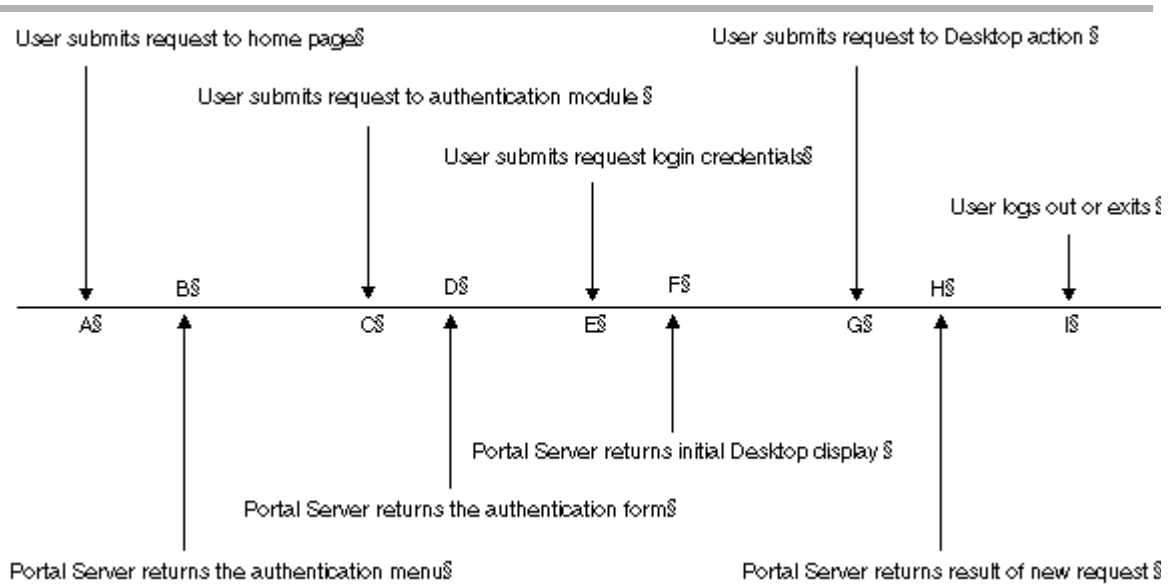 User submits request to home page§
User submits request to Desktop action §
User submits request to authentication module §
User submits request login credentials§
User logs out or exits §
B§
D§
F§
H§
A§
C§
E§
G§
I§
Portal Server returns initial Desktop display §
Portal Server returns the authentication form§
Portal Server returns the authentication menu§
Portal Server returns result of new request §